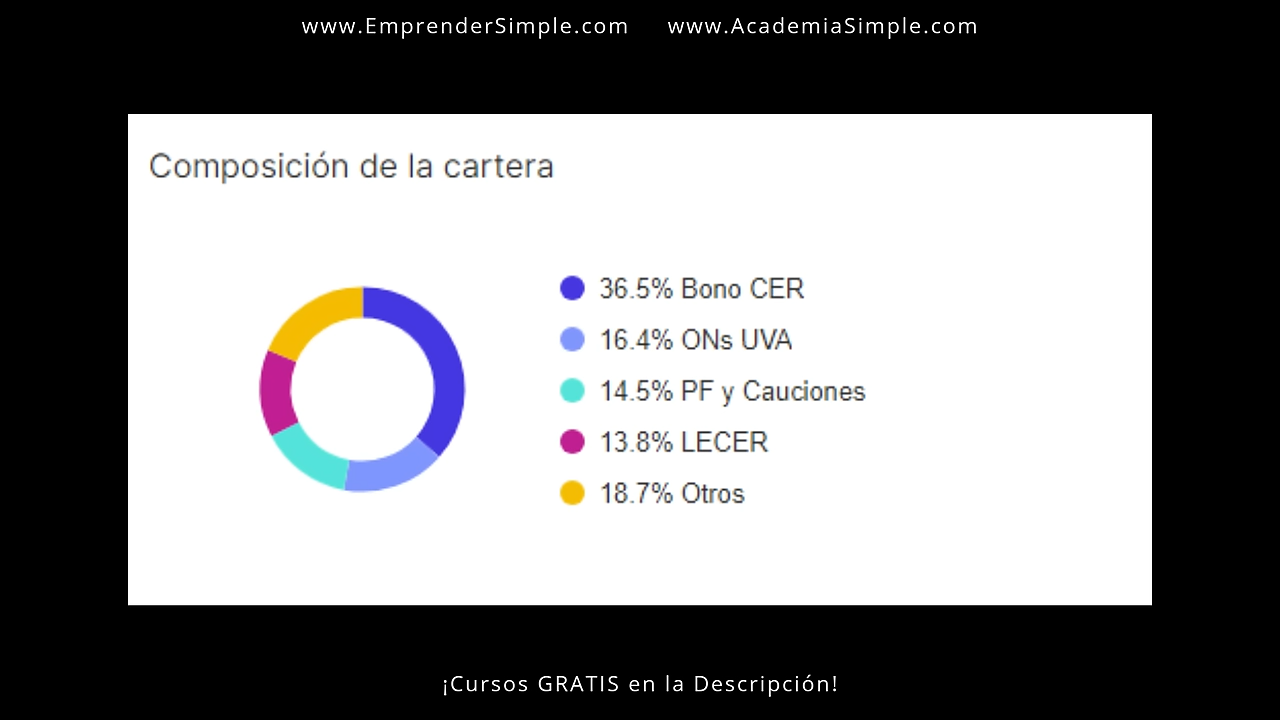 www.EmprenderSimple.com www.AcademiaSimple.com
Composición de la cartera
36.5% Bono CER
16.4% ONs UVA
14.5% PF y Cauciones
13.8% LECER
18.7% Otros
¡Cursos GRATIS en la Descripción!